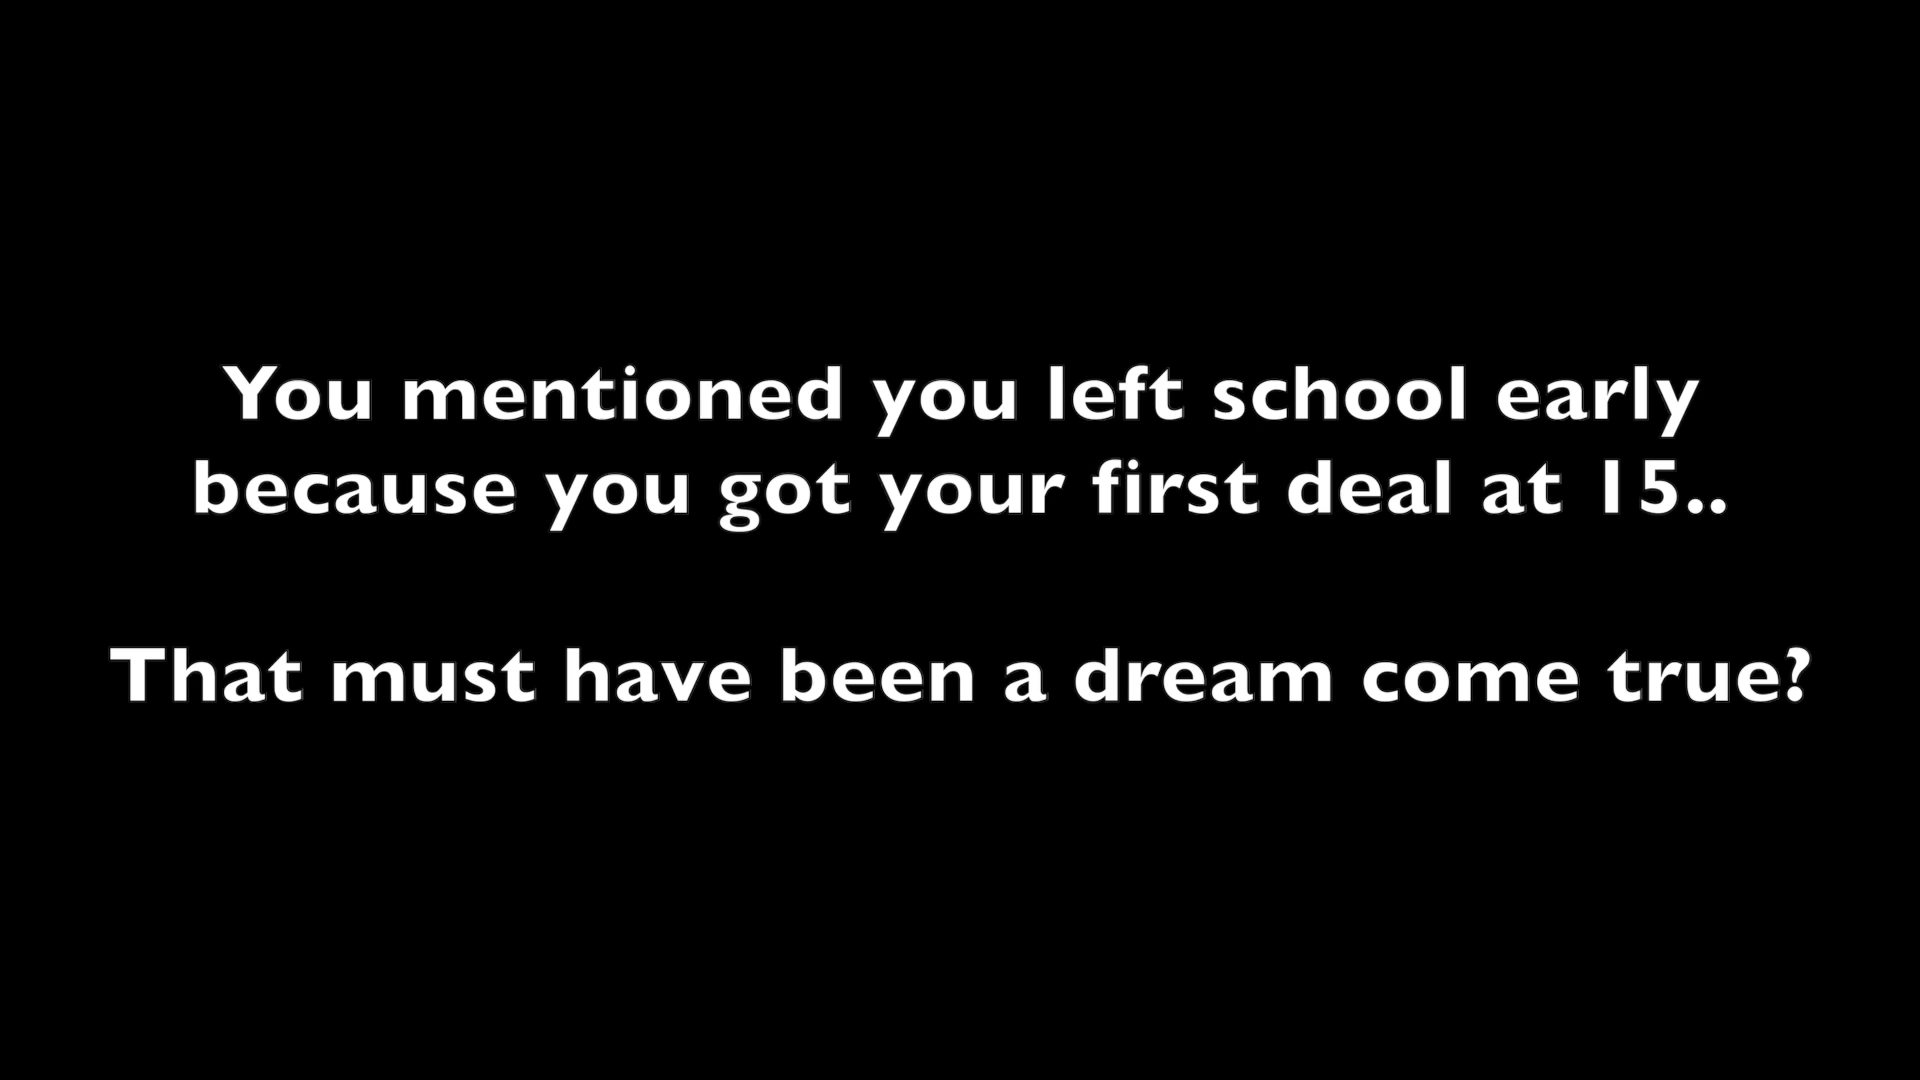 You mentioned you left school early
because you got your first deal at 15..
That must have been a dream come true?